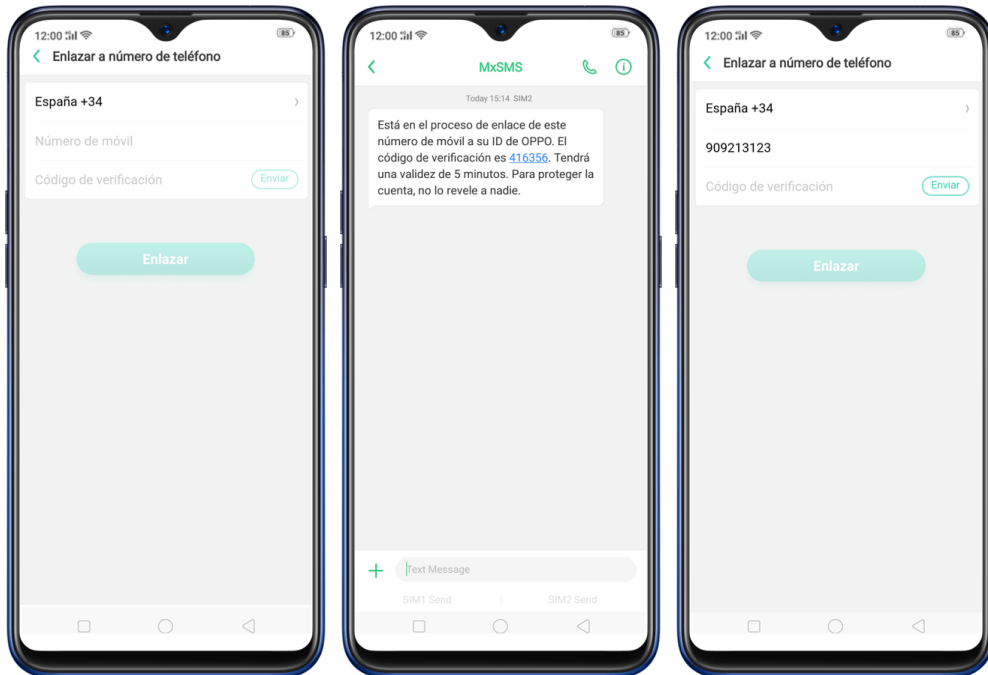 12:00
85
Enlazar a número de teléfono
España +34
Número de móvil
Código de verificación
Enviar
Enlazar
12:00
85
MxSMS
Today 15:14 SIM2
Está en el proceso de enlace de este
número de móvil a su ID de OPPO. El
código de verificación es 416356. Tendrá
una validez de 5 minutos. Para proteger la
cuenta, no lo revele a nadie.
Text Message
SIM1 Send
SIM2 Send
12:00
85
Enlazar a número de teléfono
España +34
909213123
Código de verificación
Enviar
Enlazar